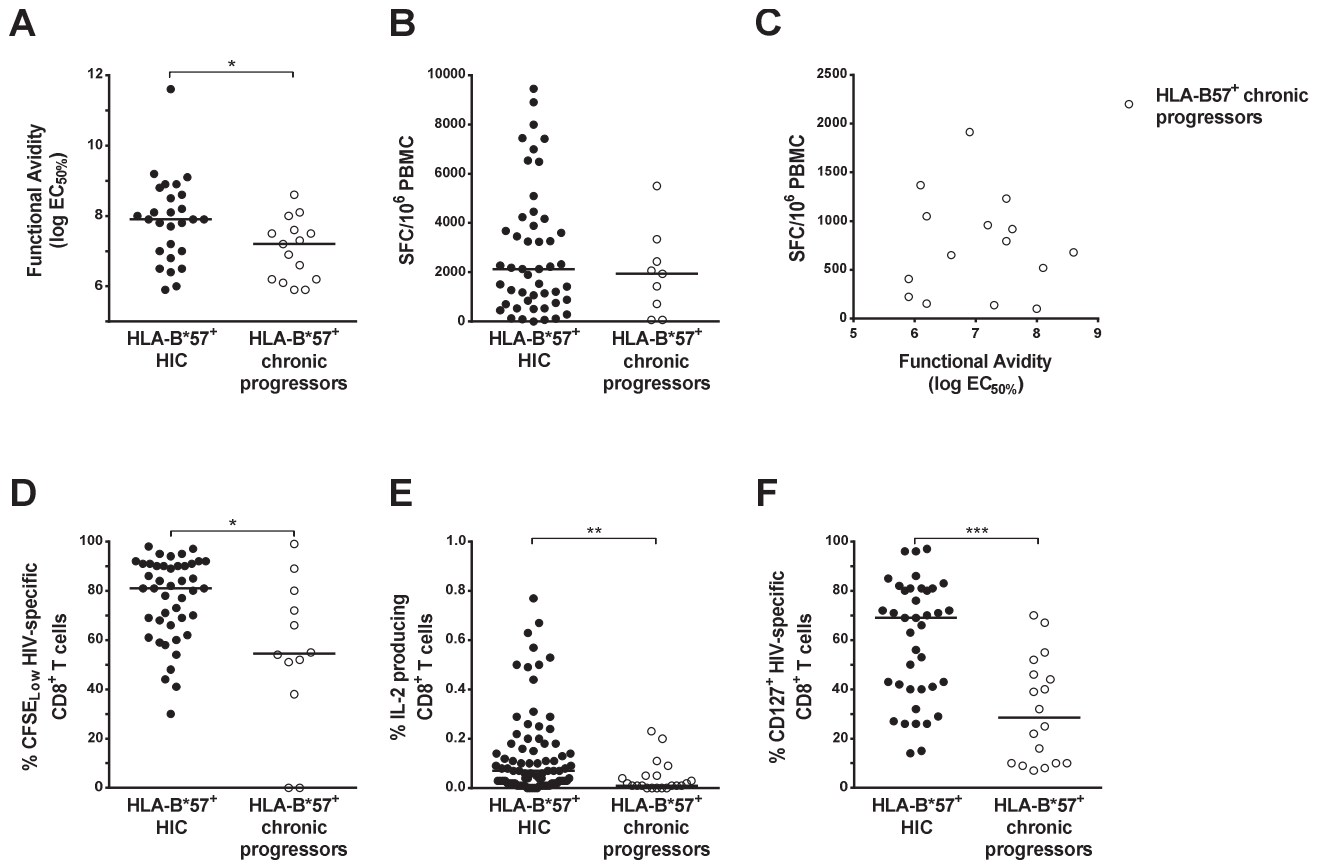 A
Functional Avidity
(log EC50%)
12
10
8
6
*
HLA-B*57+
HIC
HLA-B*57+
chronic
progressors
B
SFC/10^6 PBMC
10000
8000
6000
4000
2000
0
HLA-B*57+
HIC
HLA-B*57+
chronic
progressors
C
SFC/10^6 PBMC
2500
2000
1500
1000
500
0
5 6 7 8 9
Functional Avidity
(log EC50%)
HLA-B57+ chronic
progressors
D
% CFSELow HIV-specific
CD8+ T cells
100
80
60
40
20
0
*
HLA-B*57+
HIC
HLA-B*57+
chronic
progressors
E
% IL-2 producing
CD8+ T cells
1.0
0.8
0.6
0.4
0.2
0.0
**
HLA-B*57+
HIC
HLA-B*57+
chronic
progressors
F
% CD127+ HIV-specific
CD8+ T cells
100
80
60
40
20
0
***
HLA-B*57+
HIC
HLA-B*57+
chronic
progressors